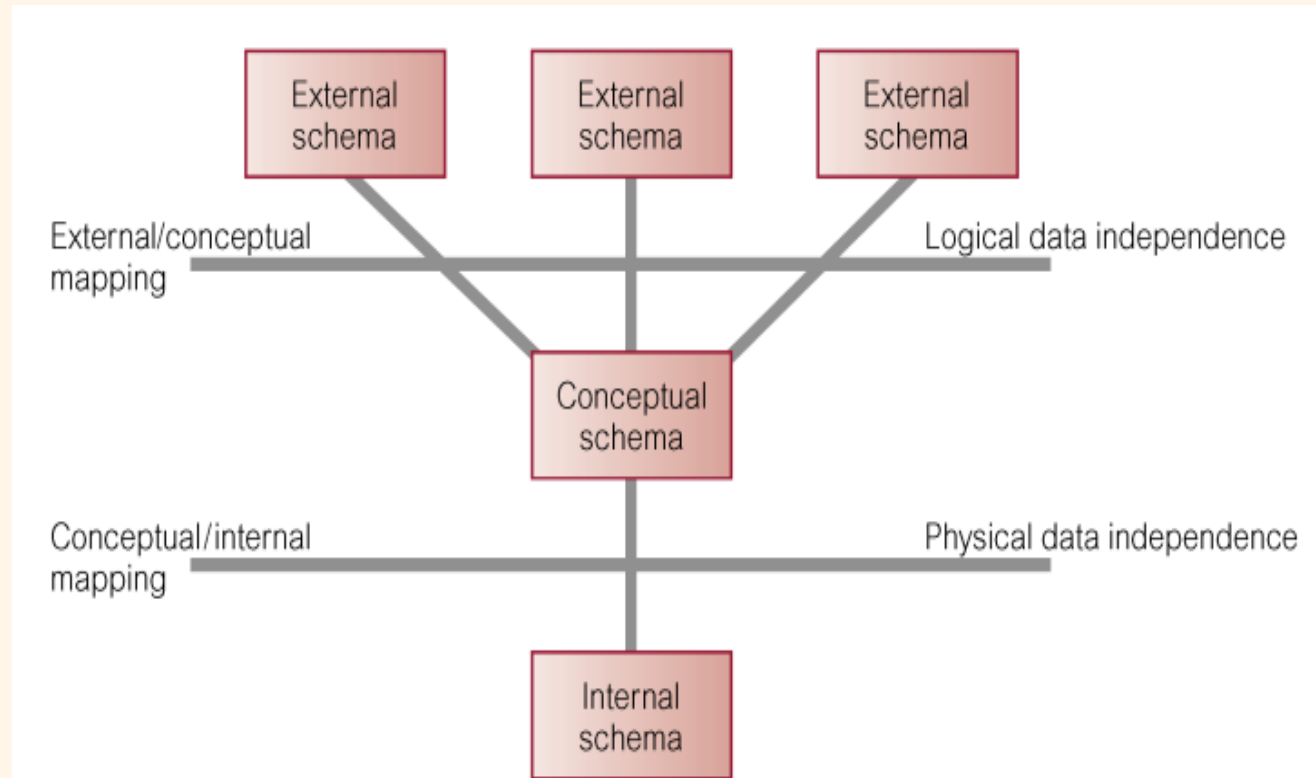 External
schema
External
schema
External
schema
External/conceptual
mapping
Logical data independence
Conceptual
schema
Conceptual/internal
mapping
Physical data independence
Internal
schema